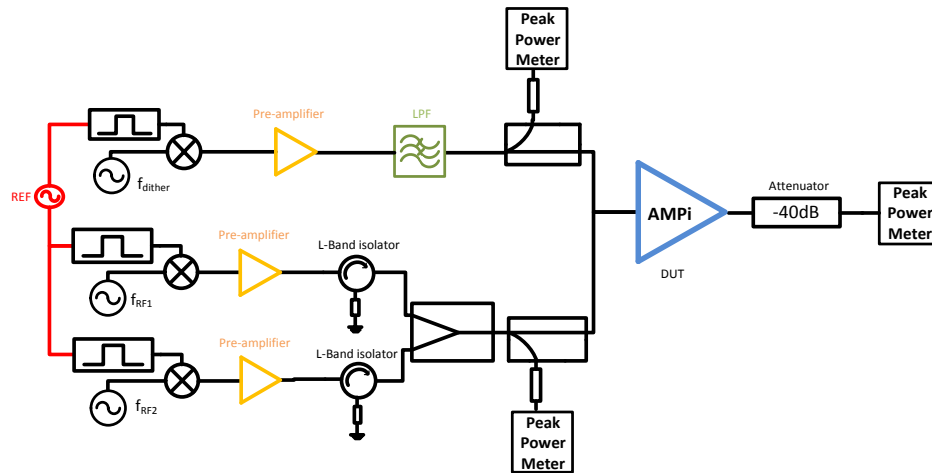 Peak
Power
Meter
Pre-amplifier
LPF
f_dither
REF
Attenuator
AMPi
-40dB
Peak
Power
Meter
DUT
Pre-amplifier
L-Band isolator
f_RF1
Pre-amplifier
L-Band isolator
f_RF2
Peak
Power
Meter